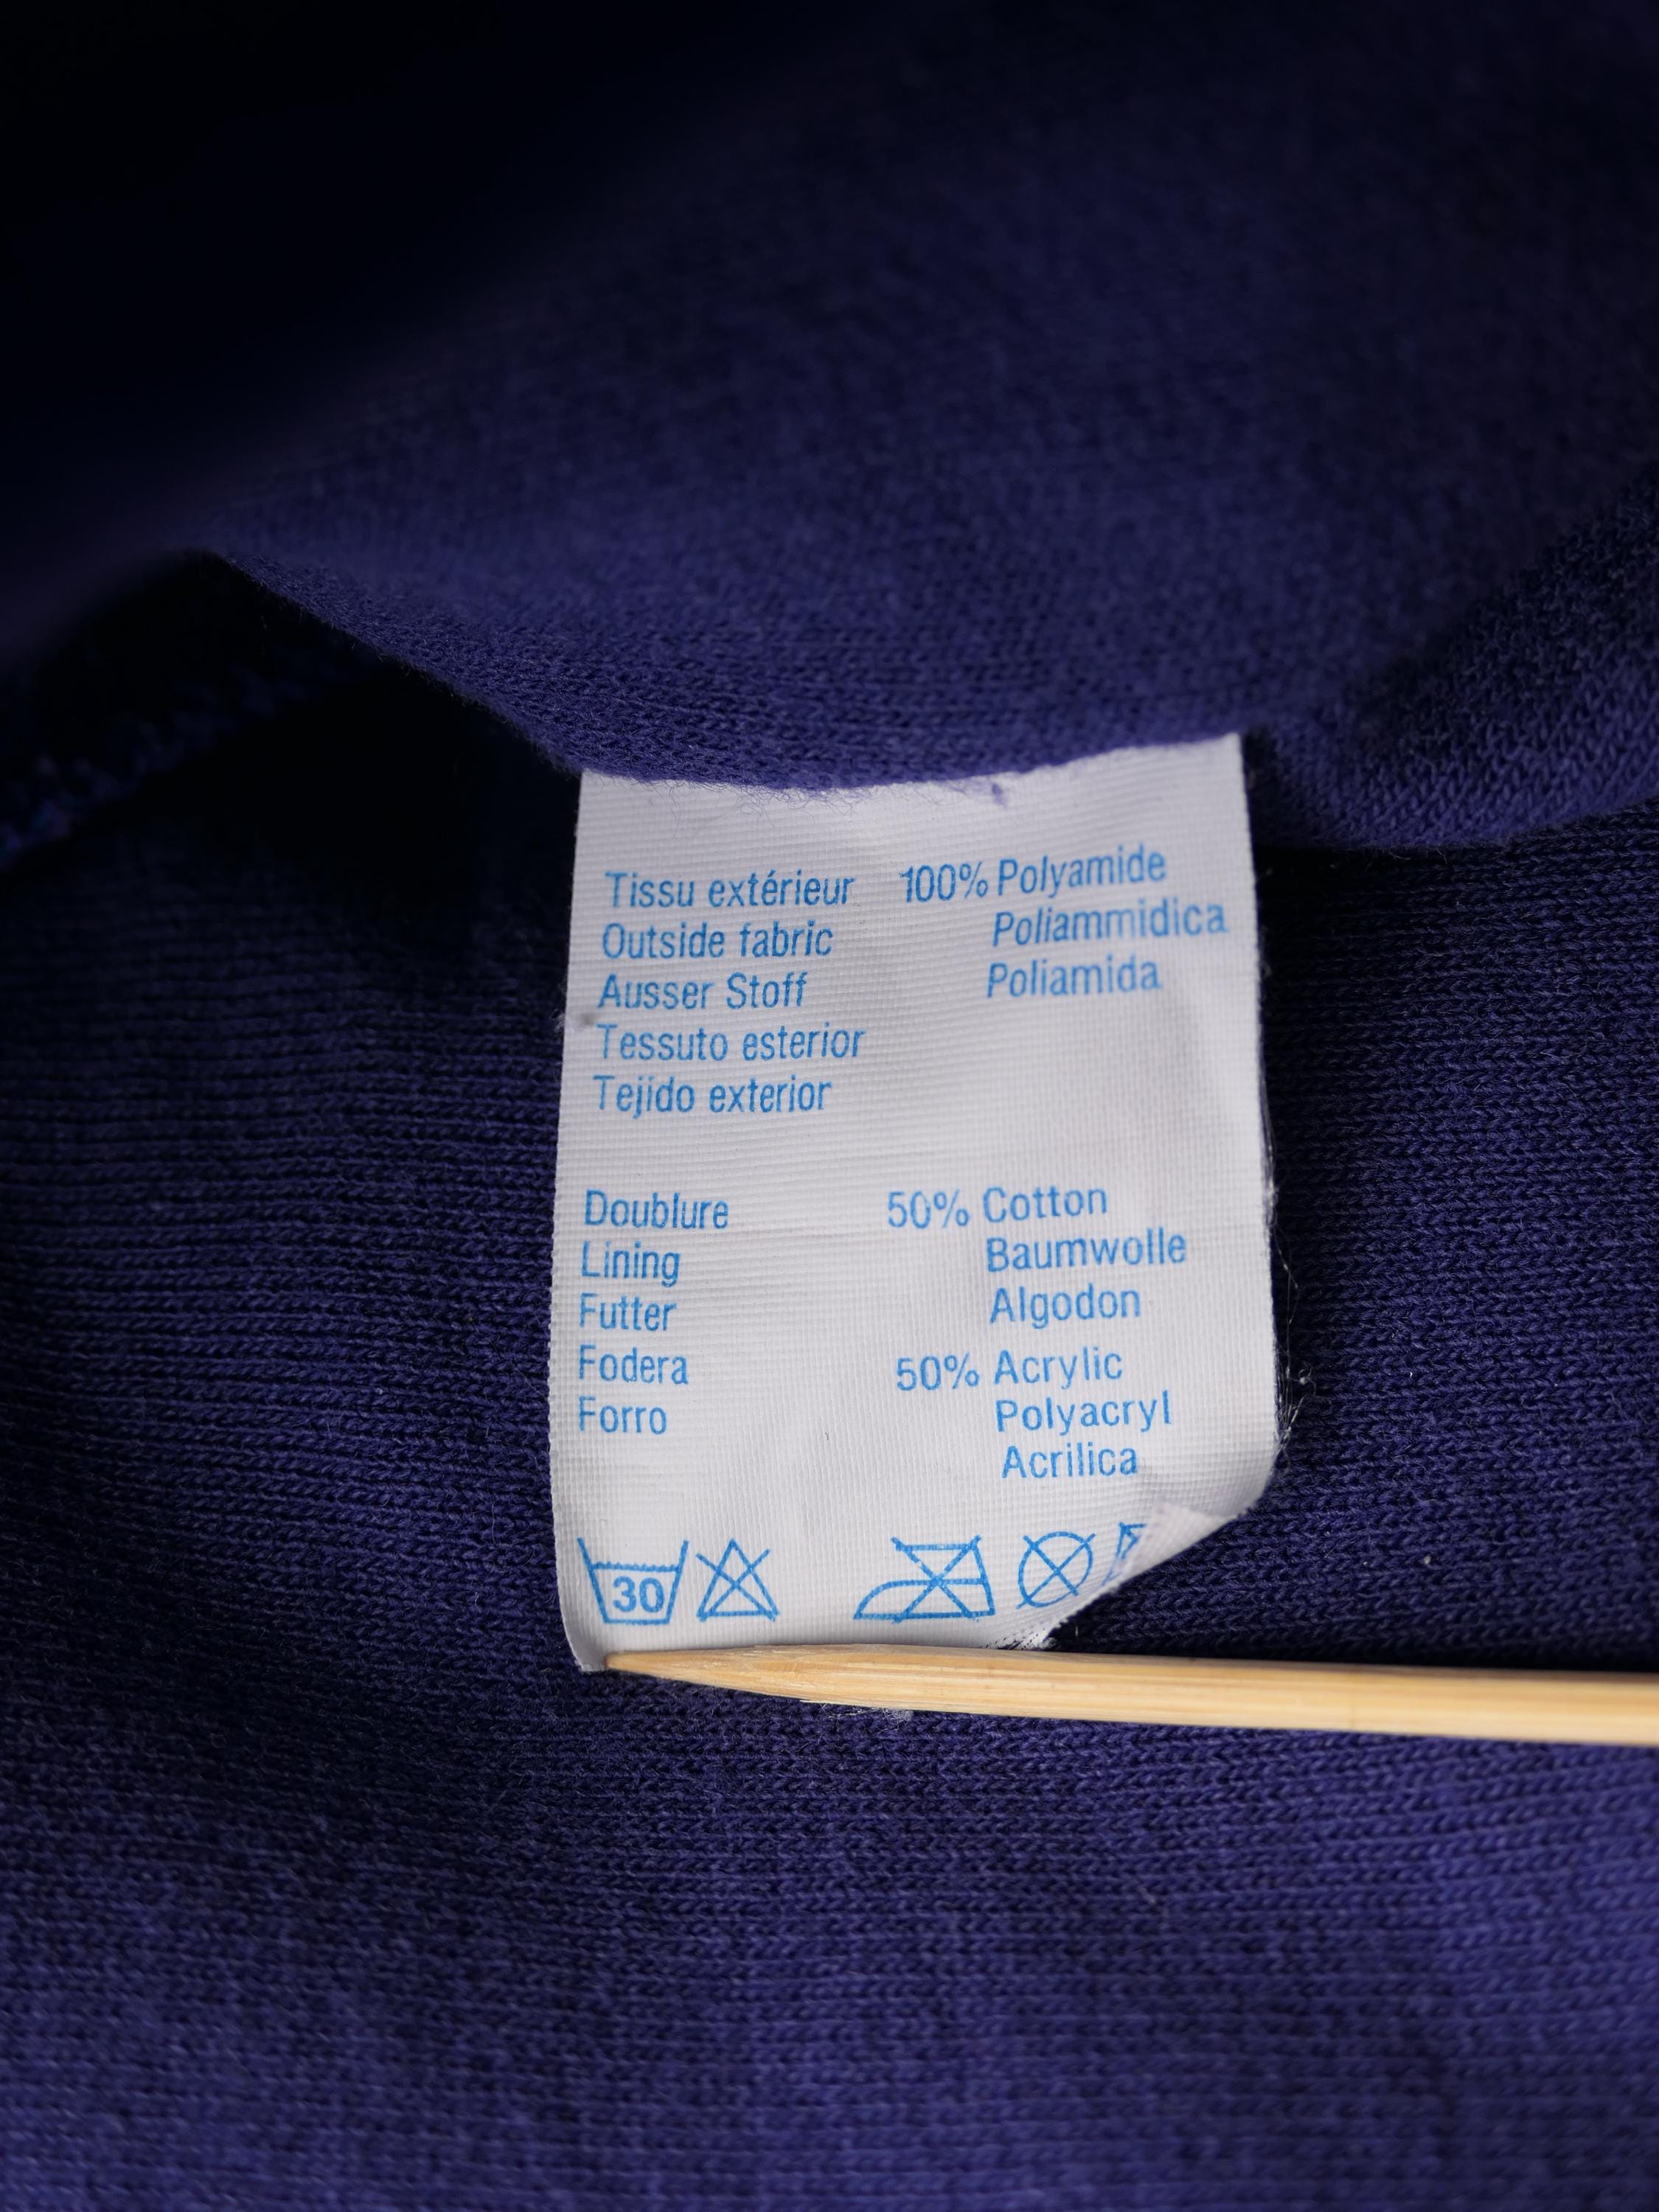 Tissu extérieur 100% Polyamide
Outside fabric Poliammidica
Ausser Stoff Poliamida
Tessuto esterior
Tejido exterior
Doublure 50% Cotton
Lining Baumwolle
Futter Algodon
Fodera 50% Acrylic
Forro Polyacryl
Acrilica
30